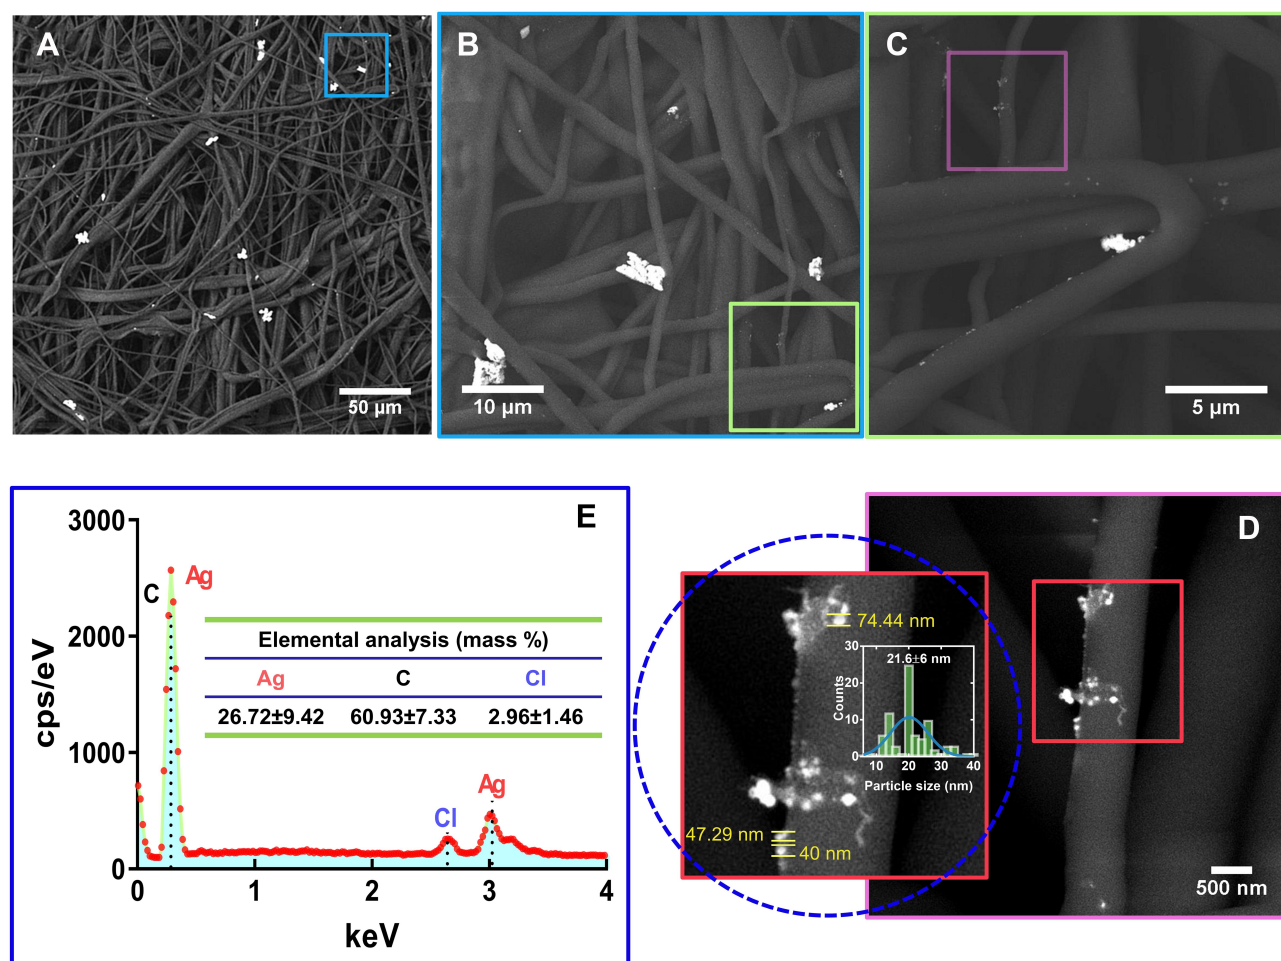 A
50 µm
B
10 µm
C
5 µm
E
3000
2000
1000
0
cps/eV
C
Ag
Elemental analysis (mass %)
Ag C Cl
26.72±9.42 60.93±7.33 2.96±1.46
Cl
Ag
0 1 2 3 4
keV
D
74.44 nm
21.6±6 nm
30
20
10
0
Counts
10 20 30 40
Particle size (nm)
47.29 nm
40 nm
500 nm